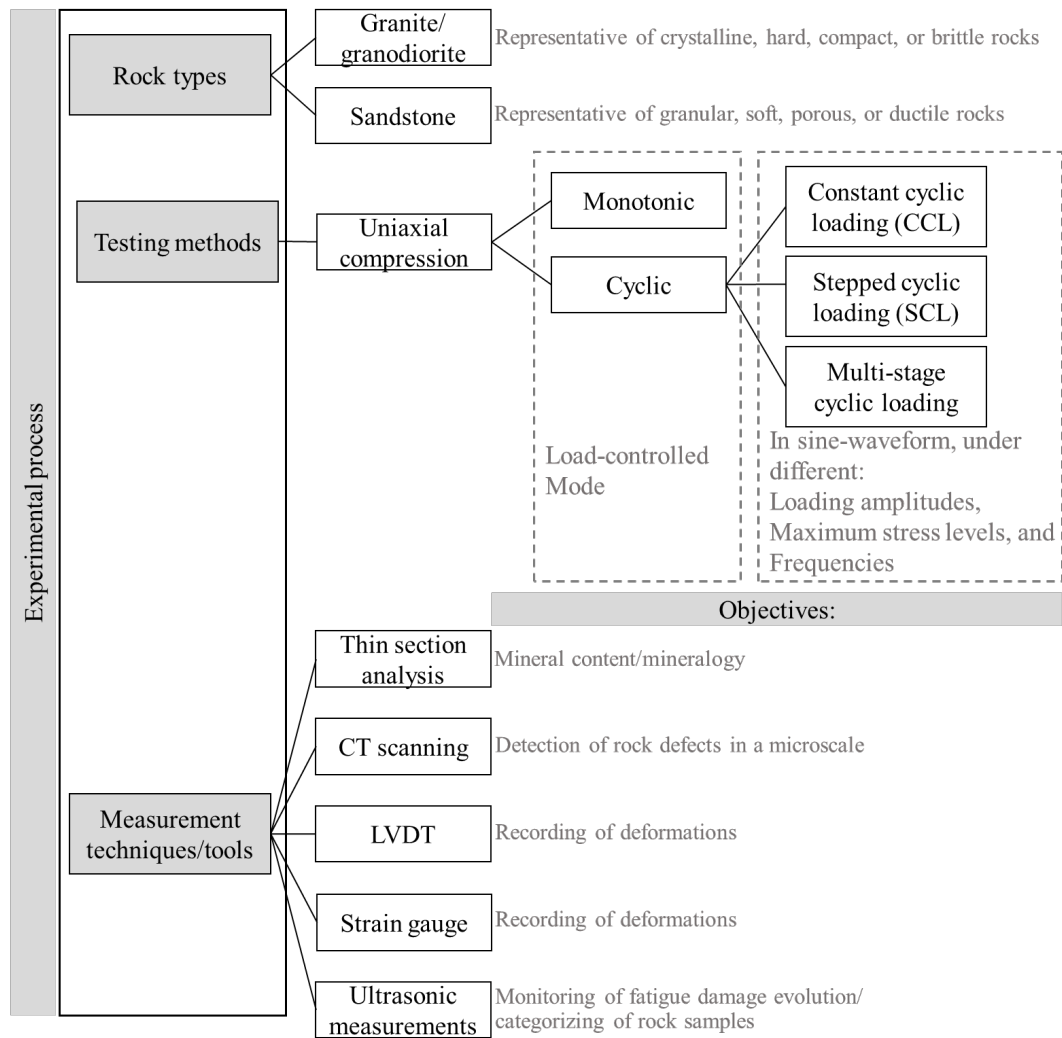 Experimental process
Rock types
Granite/
granodiorite
Representative of crystalline, hard, compact, or brittle rocks
Sandstone
Representative of granular, soft, porous, or ductile rocks
Testing methods
Uniaxial
compression
Monotonic
Cyclic
Load-controlled
Mode
Constant cyclic
loading (CCL)
Stepped cyclic
loading (SCL)
Multi-stage
cyclic loading
In sine-waveform, under
different:
Loading amplitudes,
Maximum stress levels, and
Frequencies
Objectives:
Measurement
techniques/tools
Thin section
analysis
Mineral content/mineralogy
CT scanning
Detection of rock defects in a microscale
LVDT
Recording of deformations
Strain gauge
Recording of deformations
Ultrasonic
measurements
Monitoring of fatigue damage evolution/
categorizing of rock samples